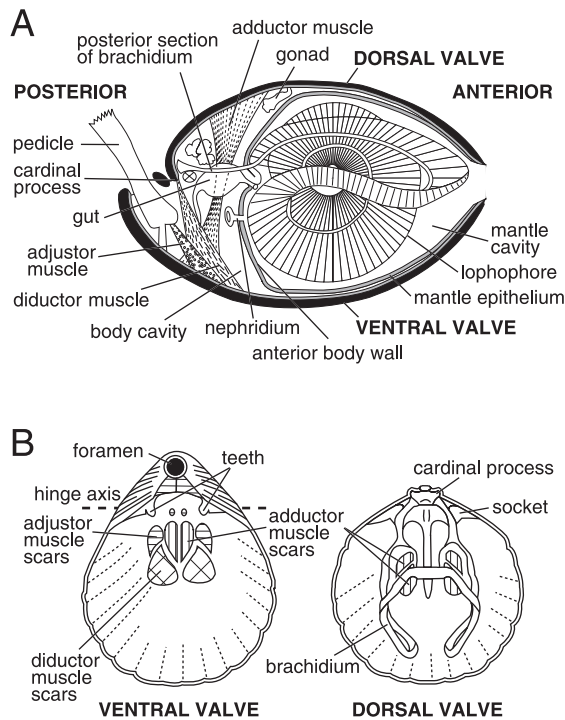 A
adductor muscle
posterior section
of brachidium
gonad
DORSAL VALVE
POSTERIOR
ANTERIOR
pedicle
cardinal
process
gut
adjustor
muscle
diductor muscle
body cavity
nephridium
anterior body wall
mantle
cavity
lophophore
mantle epithelium
VENTRAL VALVE
B
foramen
teeth
hinge axis
adjustor
muscle
scars
adductor
muscle
scars
diductor
muscle
scars
VENTRAL VALVE
cardinal process
socket
brachidium
DORSAL VALVE